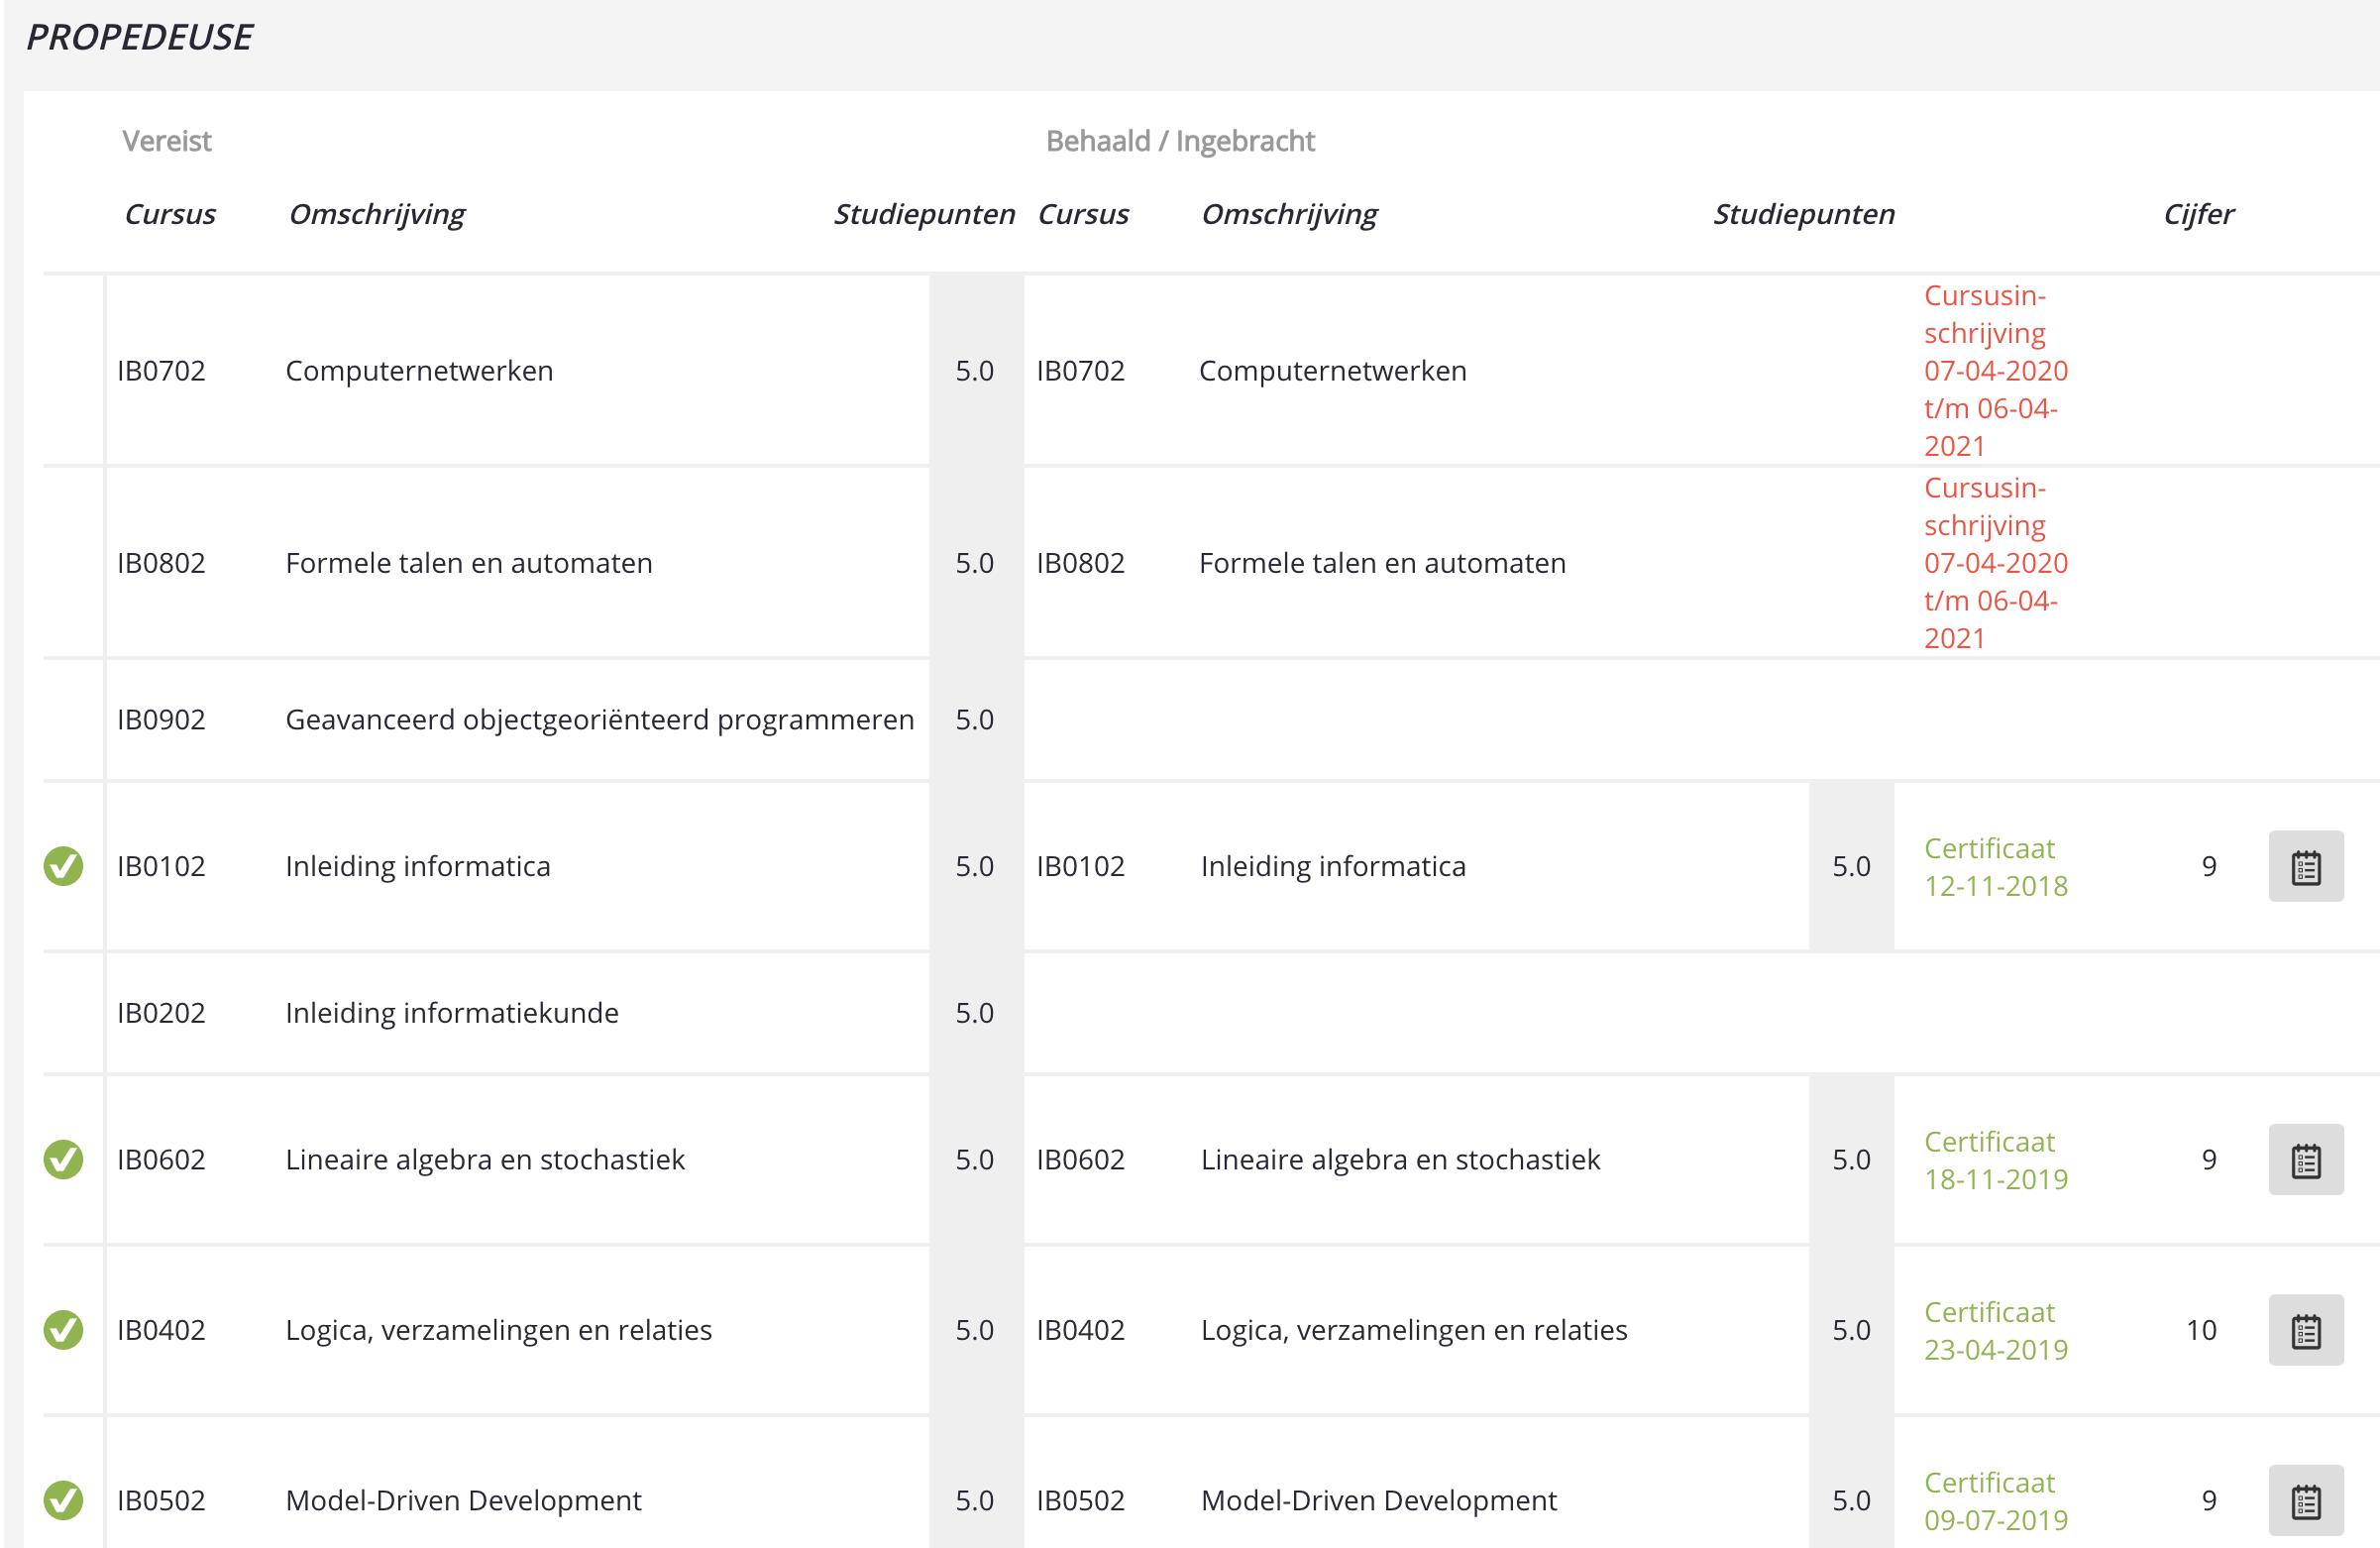 PROPEDEUSE
Vereist Behaald / Ingebracht
Cursus Omschrijving Studiepunten Cursus Omschrijving Studiepunten Cijfer
IB0702 Computernetwerken 5.0 IB0702 Computernetwerken Cursusin-
schrijving
07-04-2020
t/m 06-04-
2021
IB0802 Formele talen en automaten 5.0 IB0802 Formele talen en automaten Cursusin-
schrijving
07-04-2020
t/m 06-04-
2021
IB0902 Geavanceerd objectgeoriënteerd programmeren 5.0
IB0102 Inleiding informatica 5.0 IB0102 Inleiding informatica 5.0 Certificaat
12-11-2018 9
IB0202 Inleiding informatiekunde 5.0
IB0602 Lineaire algebra en stochastiek 5.0 IB0602 Lineaire algebra en stochastiek 5.0 Certificaat
18-11-2019 9
IB0402 Logica, verzamelingen en relaties 5.0 IB0402 Logica, verzamelingen en relaties 5.0 Certificaat
23-04-2019 10
IB0502 Model-Driven Development 5.0 IB0502 Model-Driven Development 5.0 Certificaat
09-07-2019 9